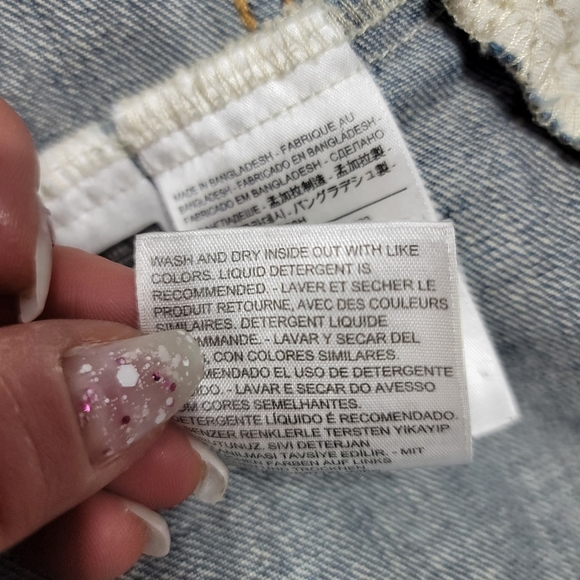 MADE IN BANGLADESH - FABRIQUE AU
BANGLADESH - FABRICADO EN BANGLADESH -
FABRICADO EM BANGLADESH - СДЕЛАНО
孟加拉制造 - 孟加拉製
バングラデシュ製 -
WASH AND DRY INSIDE OUT WITH LIKE
COLORS. LIQUID DETERGENT IS
RECOMMENDED. - LAVER ET SECHER LE
PRODUIT RETOURNE, AVEC DES COULEURS
SIMILAIRES. DETERGENT LIQUIDE
- LAVAR Y SECAR DEL
CON COLORES SIMILARES.
EL USO DE DETERGENTE
- LAVAR E SECAR DO AVESSO
COM CORES SEMELHANTES.
DETERGENTE LÍQUIDO É RECOMENDADO.
RENKLERLE TERSTEN YIKAYIP
SIVI DETERJAN
TAVSİYE EDILIR. - MIT
FARBEN AUF LINKS
UND TROCKNEN.